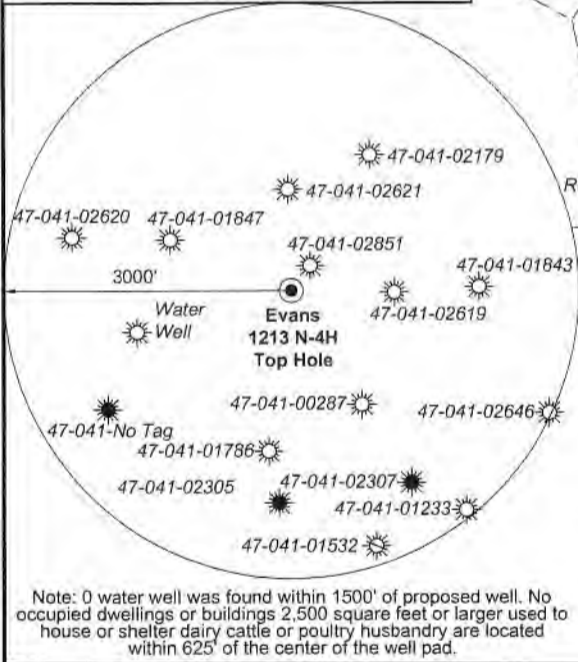 47-041-02179
47-041-02621
47-041-02620
47-041-01847
47-041-02851
3000'
47-041-01843
Water
Well
Evans
1213 N-4H
Top Hole
47-041-02619
47-041-00287
47-041-02646
47-041-No Tag
47-041-01786
47-041-02305
47-041-02307
47-041-01233
47-041-01532
R
Note: 0 water well was found within 1500' of proposed well. No
occupied dwellings or buildings 2,500 square feet or larger used to
house or shelter dairy cattle or poultry husbandry are located
within 625' of the center of the well pad.